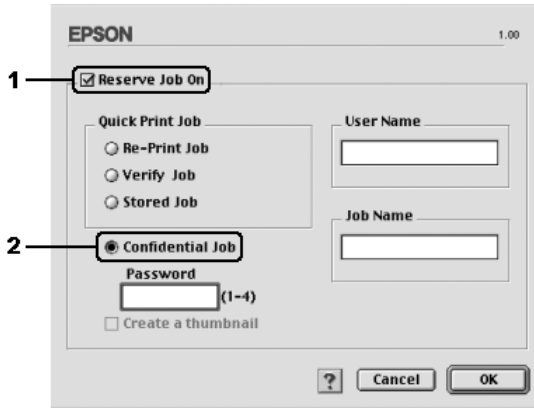 EPSON
1.00
1
Reserve Job On
Quick Print Job
Re-Print Job
Verify Job
Stored Job
2
Confidential Job
Password
(1-4)
Create a thumbnail
User Name
Job Name
?
Cancel
OK